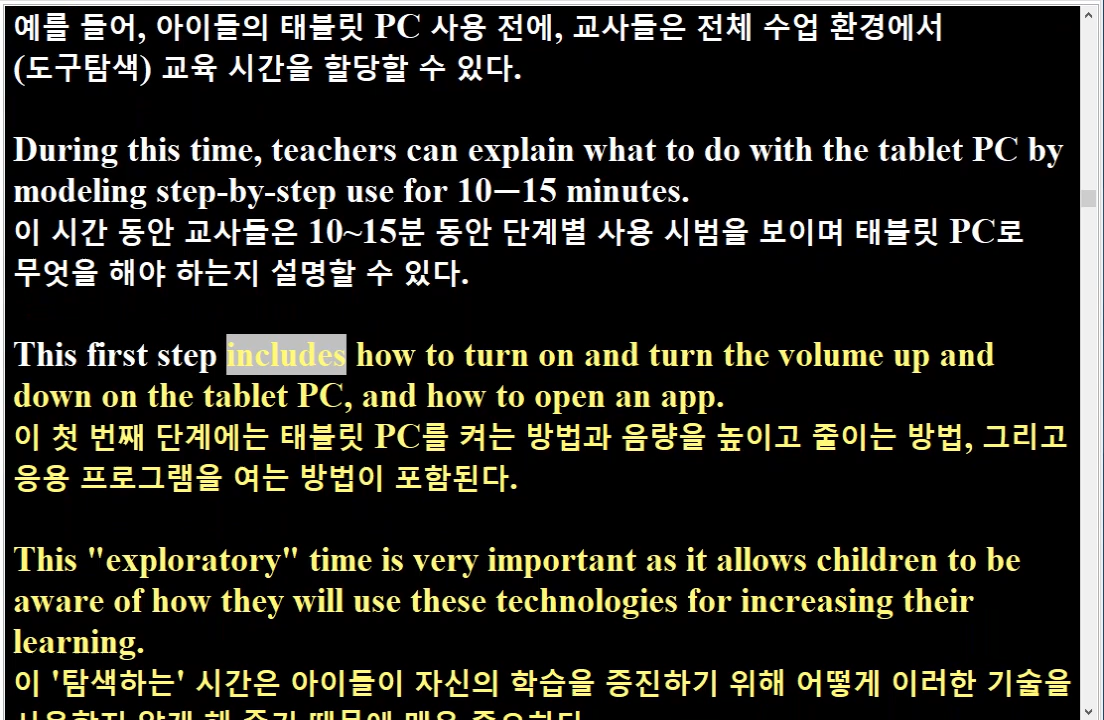 예를 들어, 아이들의 태블릿 PC 사용 전에, 교사들은 전체 수업 환경에서
(도구탐색) 교육 시간을 할당할 수 있다.
During this time, teachers can explain what to do with the tablet PC by
modeling step-by-step use for 10ー15 minutes.
이 시간 동안 교사들은 10~15분 동안 단계별 사용 시범을 보이며 태블릿 PC로
무엇을 해야 하는지 설명할 수 있다.
This first step includes how to turn on and turn the volume up and
down on the tablet PC, and how to open an app.
이 첫 번째 단계에는 태블릿 PC를 켜는 방법과 음량을 높이고 줄이는 방법, 그리고
응용 프로그램을 여는 방법이 포함된다.
This "exploratory" time is very important as it allows children to be
aware of how they will use these technologies for increasing their
learning.
이 '탐색하는' 시간은 아이들이 자신의 학습을 증진하기 위해 어떻게 이러한 기술을